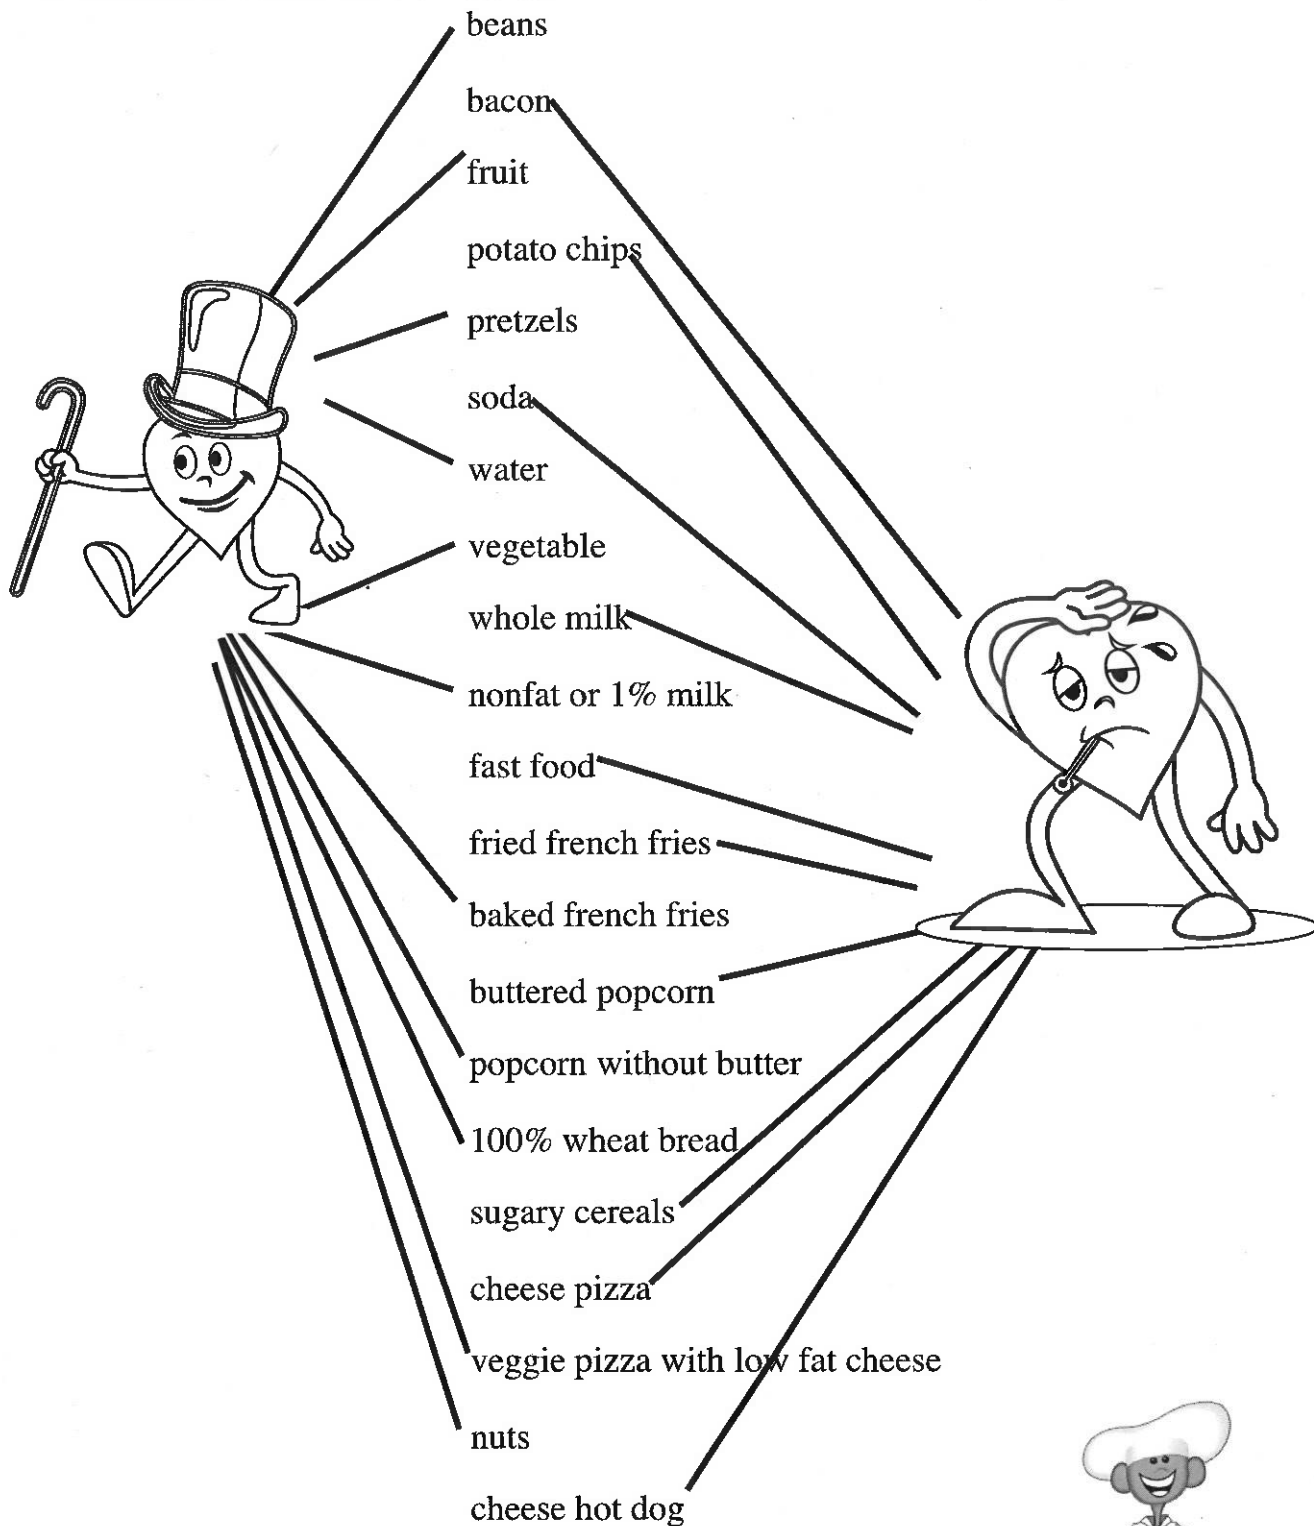 beans
bacon
fruit
potato chips
pretzels
soda
water
vegetable
whole milk
nonfat or 1% milk
fast food
fried french fries
baked french fries
buttered popcorn
popcorn without butter
100% wheat bread
sugary cereals
cheese pizza
veggie pizza with low fat cheese
nuts
cheese hot dog